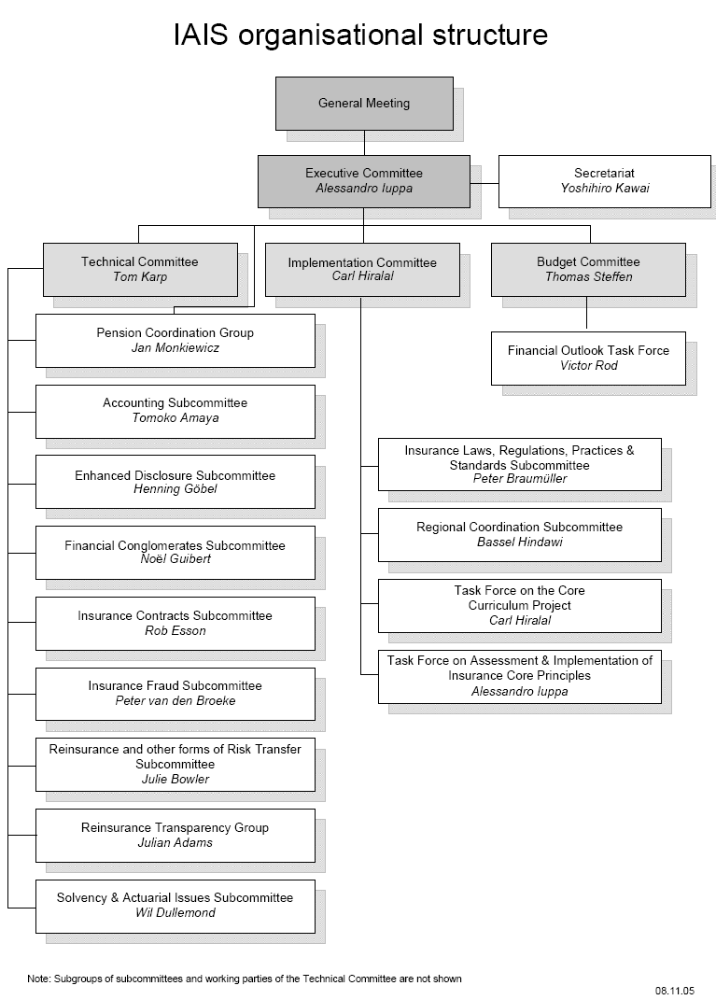 IAIS organisational structure
General Meeting
Executive Committee
Alessandro Iuppa
Secretariat
Yoshihiro Kawai
Technical Committee
Tom Karp
Implementation Committee
Carl Hiralal
Budget Committee
Thomas Steffen
Pension Coordination Group
Jan Monkiewicz
Accounting Subcommittee
Tomoko Amaya
Enhanced Disclosure Subcommittee
Henning Göbel
Financial Conglomerates Subcommittee
Noël Guibert
Insurance Contracts Subcommittee
Rob Esson
Insurance Fraud Subcommittee
Peter van den Broeke
Reinsurance and other forms of Risk Transfer
Subcommittee
Julie Bowler
Reinsurance Transparency Group
Julian Adams
Solvency & Actuarial Issues Subcommittee
Wil Dullemond
Insurance Laws, Regulations, Practices &
Standards Subcommittee
Peter Braumüller
Regional Coordination Subcommittee
Bassel Hindawi
Task Force on the Core
Curriculum Project
Carl Hiralal
Task Force on Assessment & Implementation of
Insurance Core Principles
Alessandro Iuppa
Financial Outlook Task Force
Victor Rod
Note: Subgroups of subcommittees and working parties of the Technical Committee are not shown
08.11.05